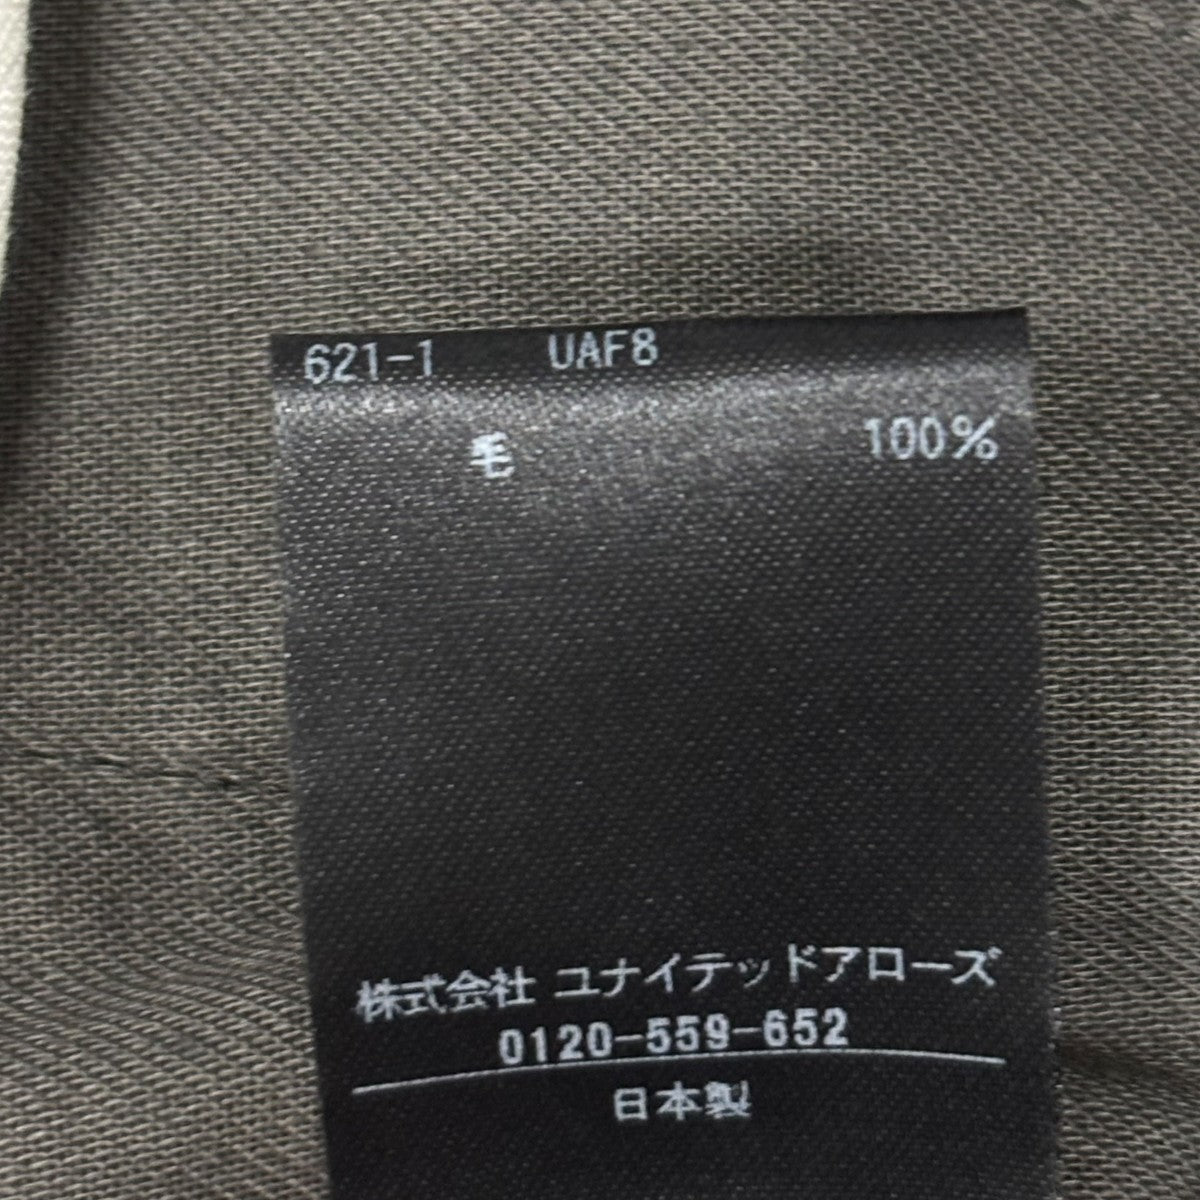 621-1 UAF8
毛 100%
株式会社 ユナイテッドアローズ
0120-559-652
日本製